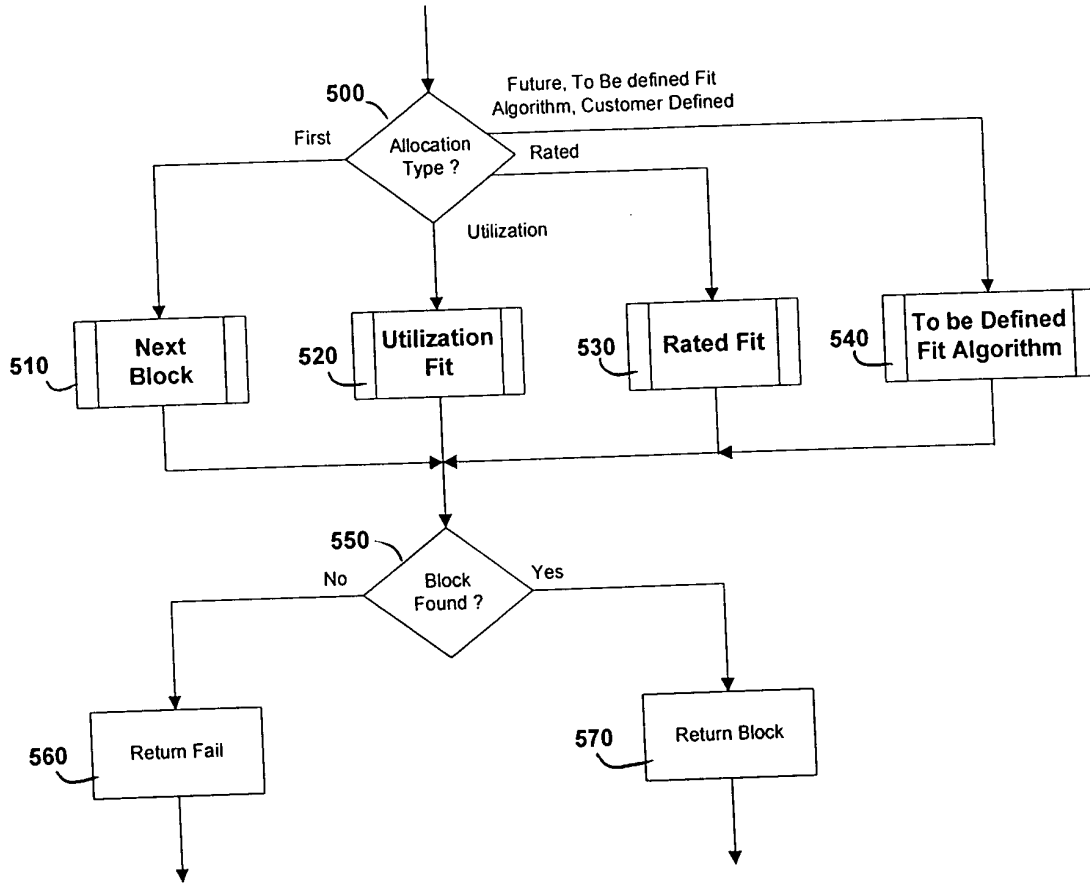 Future, To Be defined Fit
Algorithm, Customer Defined
500
First
Allocation
Type ?
Rated
Utilization
Next
Block
510
Utilization
Fit
520
Rated Fit
530
To be Defined
Fit Algorithm
540
550
No
Block
Found ?
Yes
Return Fail
560
Return Block
570